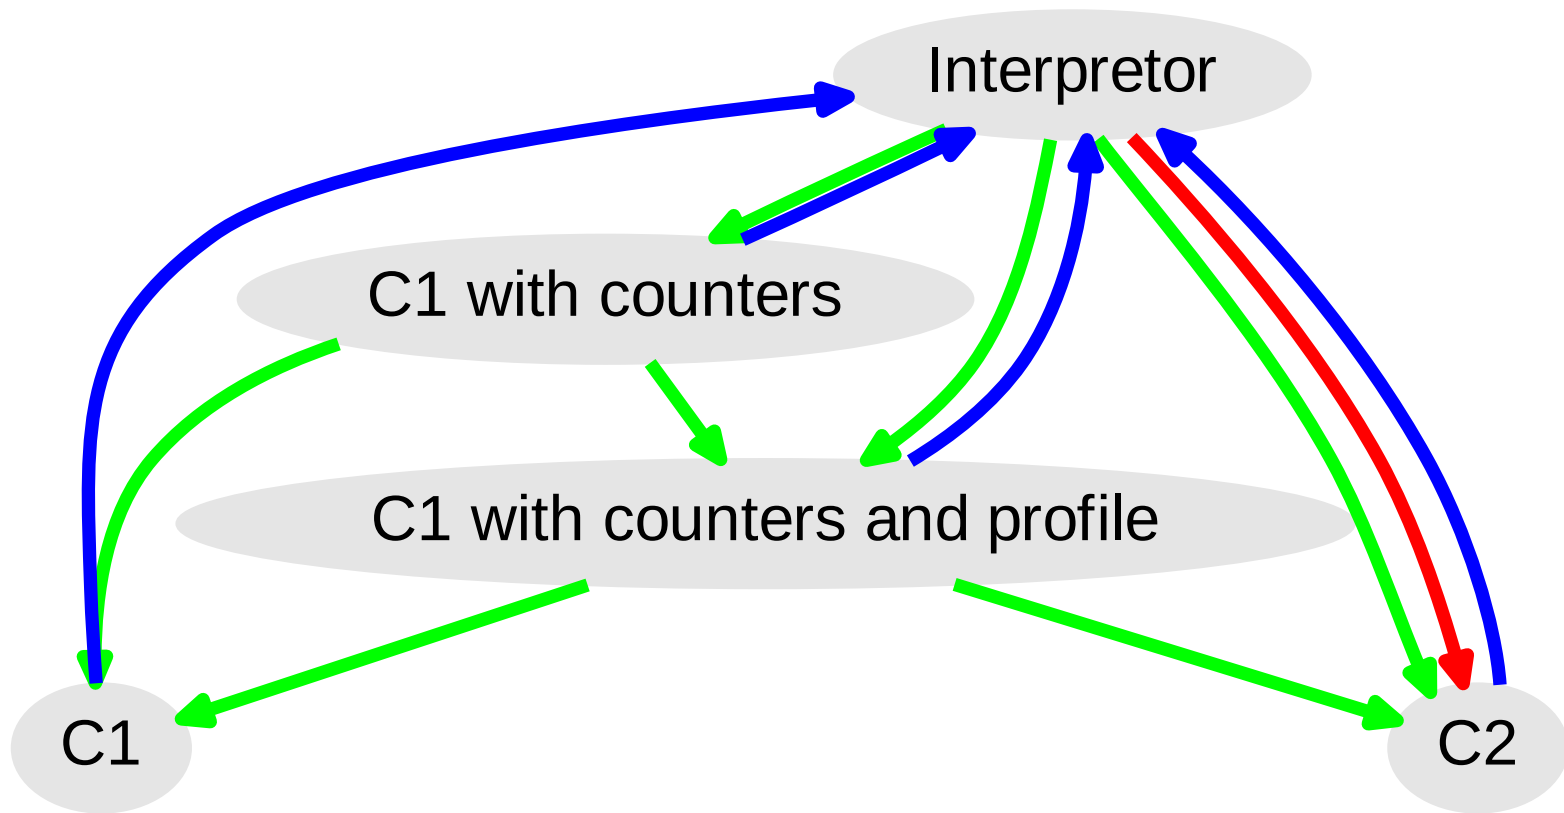 Interpretor
C1 with counters
C1 with counters and profile
C1
C2